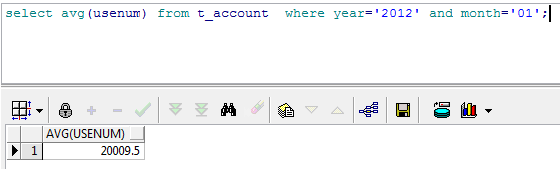 select avg(usenum) from t_account  where year='2012' and month='01';
AVG(USENUM)
1 20009.5